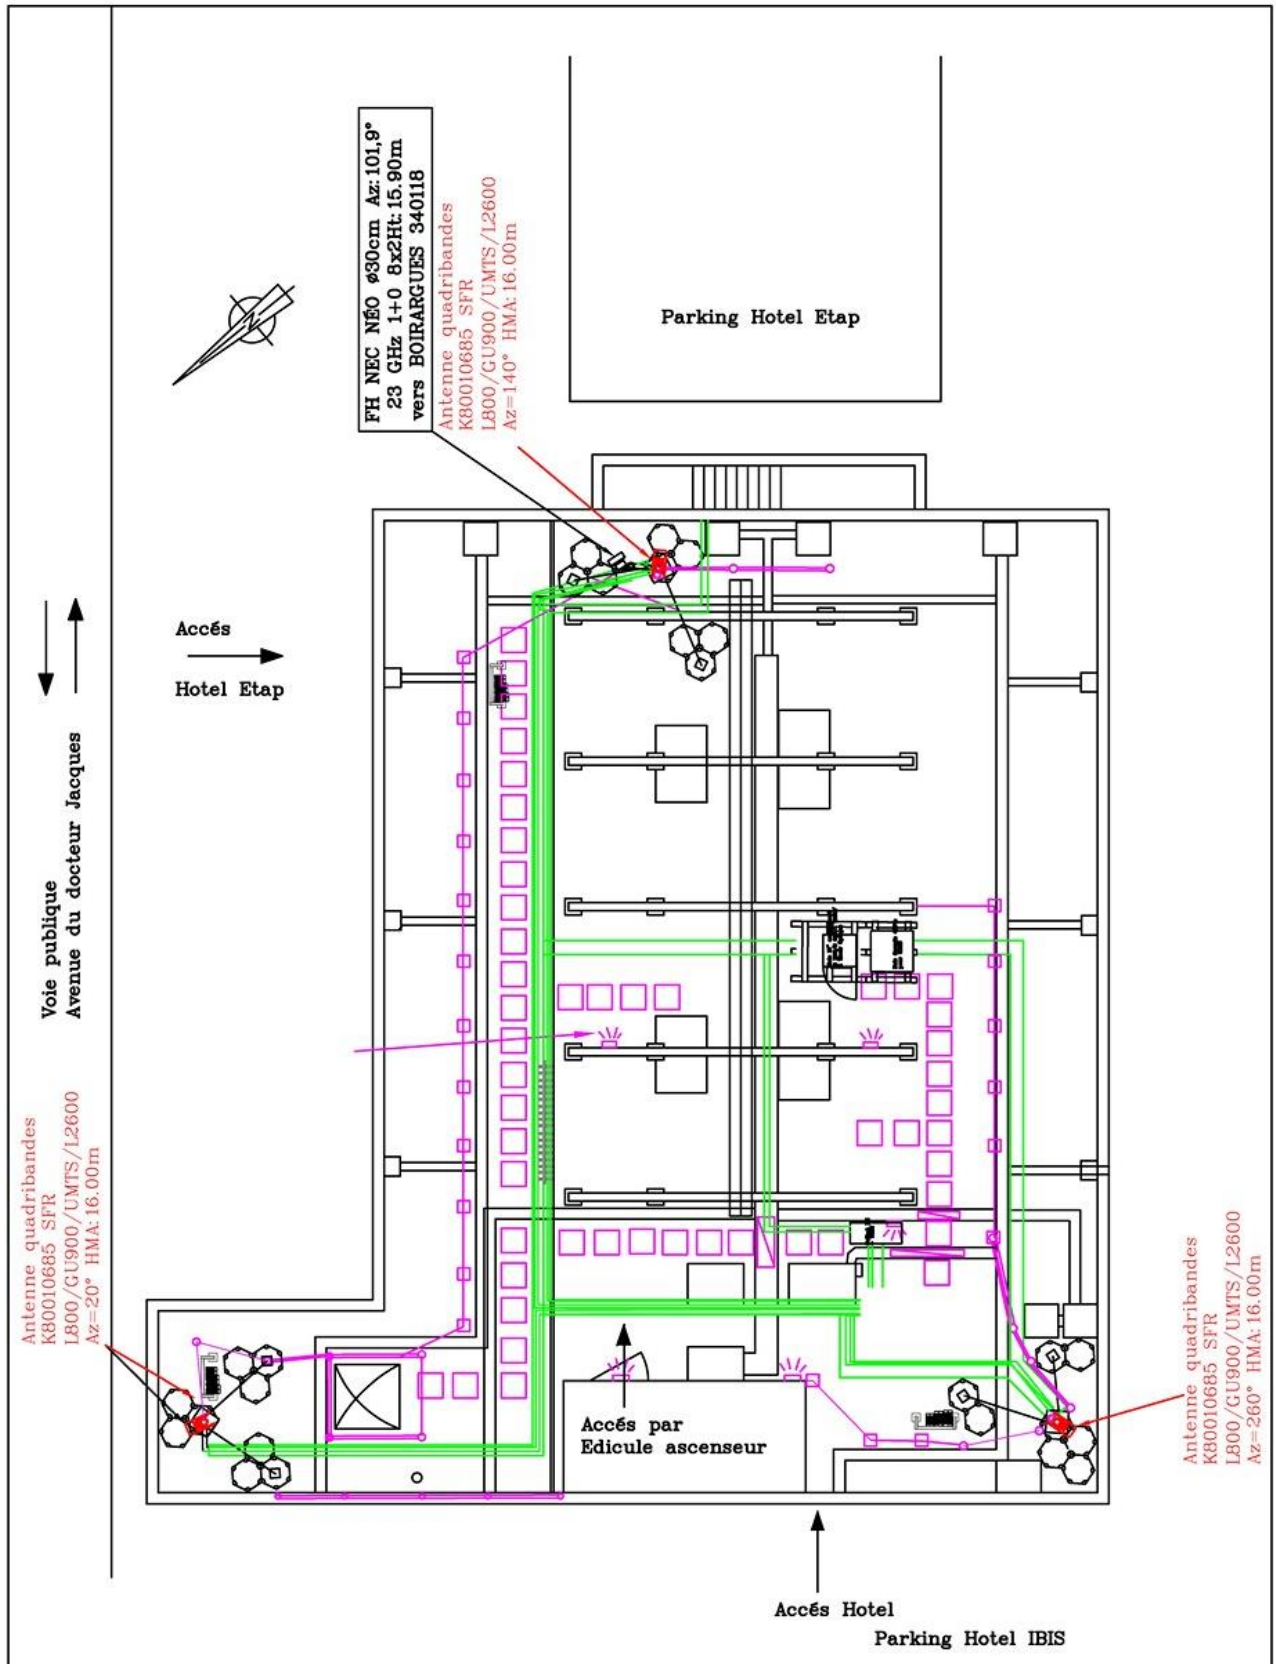 FH NEC NÉO ø30cm Az:101,9°
23 GHz 1+0 8x2Ht:15.90m
vers BOIRARGUES 340118
Antenne quadribandes
K80010685 SFR
L800/GU900/UMTS/L2600
Az=140° HMA:16.00m
Parking Hotel Etap
Accés
Hotel Etap
Voie publique
Avenue du docteur Jacques
Antenne quadribandes
K80010685 SFR
L800/GU900/UMTS/L2600
Az=20° HMA:16.00m
Accés par
Edicule ascenseur
Antenne quadribandes
K80010685 SFR
L800/GU900/UMTS/L2600
Az=260° HMA:16.00m
Accés Hotel
Parking Hotel IBIS